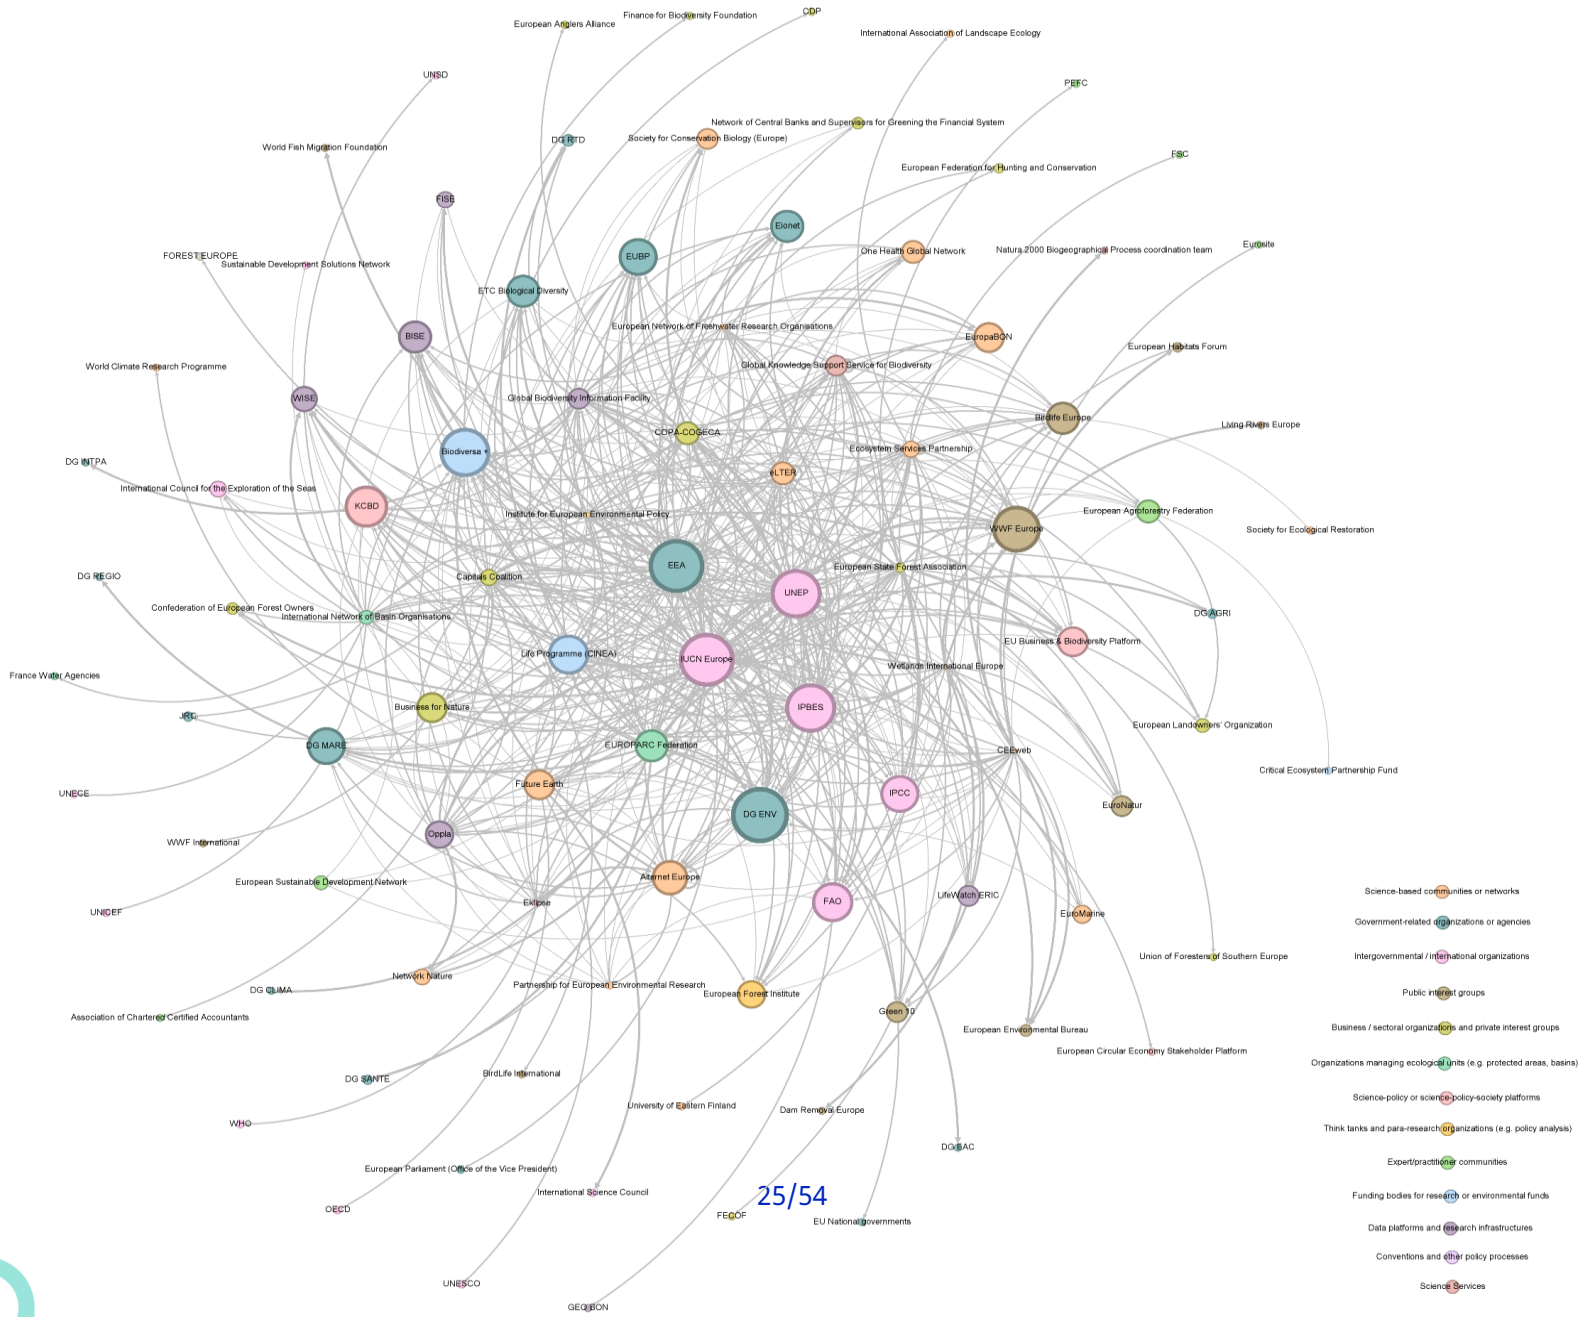 CDP
Finance for Biodiversity Foundation
European Anglers Alliance
International Association of Landscape Ecology
UNSD
PEFC
Network of Central Banks and Supervisors for Greening the Financial System
DG RTD
Society for Conservation Biology (Europe)
World Fish Migration Foundation
FSC
European Federation for Hunting and Conservation
FISE
Eionet
Eurosite
One Health Global Network
Natura 2000 Biogeographical Process coordination team
FOREST EUROPE
EUBP
Sustainable Development Solutions Network
ETC Biological Diversity
European Network of Freshwater Research Organisations
BISE
EuropaBON
European Habitats Forum
World Climate Research Programme
Global Knowledge Support Service for Biodiversity
WISE
Global Biodiversity Information Facility
Birdlife Europe
Living Rivers Europe
COPA-COGECA
Biodiversa +
Ecosystem Services Partnership
DG INTPA
eLTER
International Council for the Exploration of the Seas
KCBD
Institute for European Environmental Policy
European Agroforestry Federation
WWF Europe
Society for Ecological Restoration
EEA
European State Forest Association
DG REGIO
Capitals Coalition
UNEP
Confederation of European Forest Owners
International Network of Basin Organisations
DG AGRI
EU Business & Biodiversity Platform
Life Programme (CINEA)
IUCN Europe
Wetlands International Europe
France Water Agencies
Business for Nature
IPBES
JRC
European Landowners' Organization
DG MARE
EUROPARC Federation
CEEweb
Critical Ecosystem Partnership Fund
Future Earth
UNECE
IPCC
EuroNatur
DG ENV
Oppla
WWF International
Alternet Europe
European Sustainable Development Network
Science-based communities or networks
LifeWatch ERIC
Eklipse
FAO
UNICEF
EuroMarine
Government-related organizations or agencies
Union of Foresters of Southern Europe
Intergovernmental / international organizations
Network Nature
Partnership for European Environmental Research
DG CLIMA
European Forest Institute
Public interest groups
Green 10
Association of Chartered Certified Accountants
European Environmental Bureau
Business / sectoral organizations and private interest groups
European Circular Economy Stakeholder Platform
Organizations managing ecological units (e.g. protected areas, basins)
BirdLife International
DG SANTE
Science-policy or science-policy-society platforms
University of Eastern Finland
Dam Removal Europe
WHO
Think tanks and para-research organizations (e.g. policy analysis)
DG EAC
Expert/practitioner communities
European Parliament (Office of the Vice President)
International Science Council
25/54
Funding bodies for research or environmental funds
OECD
FECOF
EU National governments
Data platforms and research infrastructures
Conventions and other policy processes
UNESCO
Science Services
GEO BON